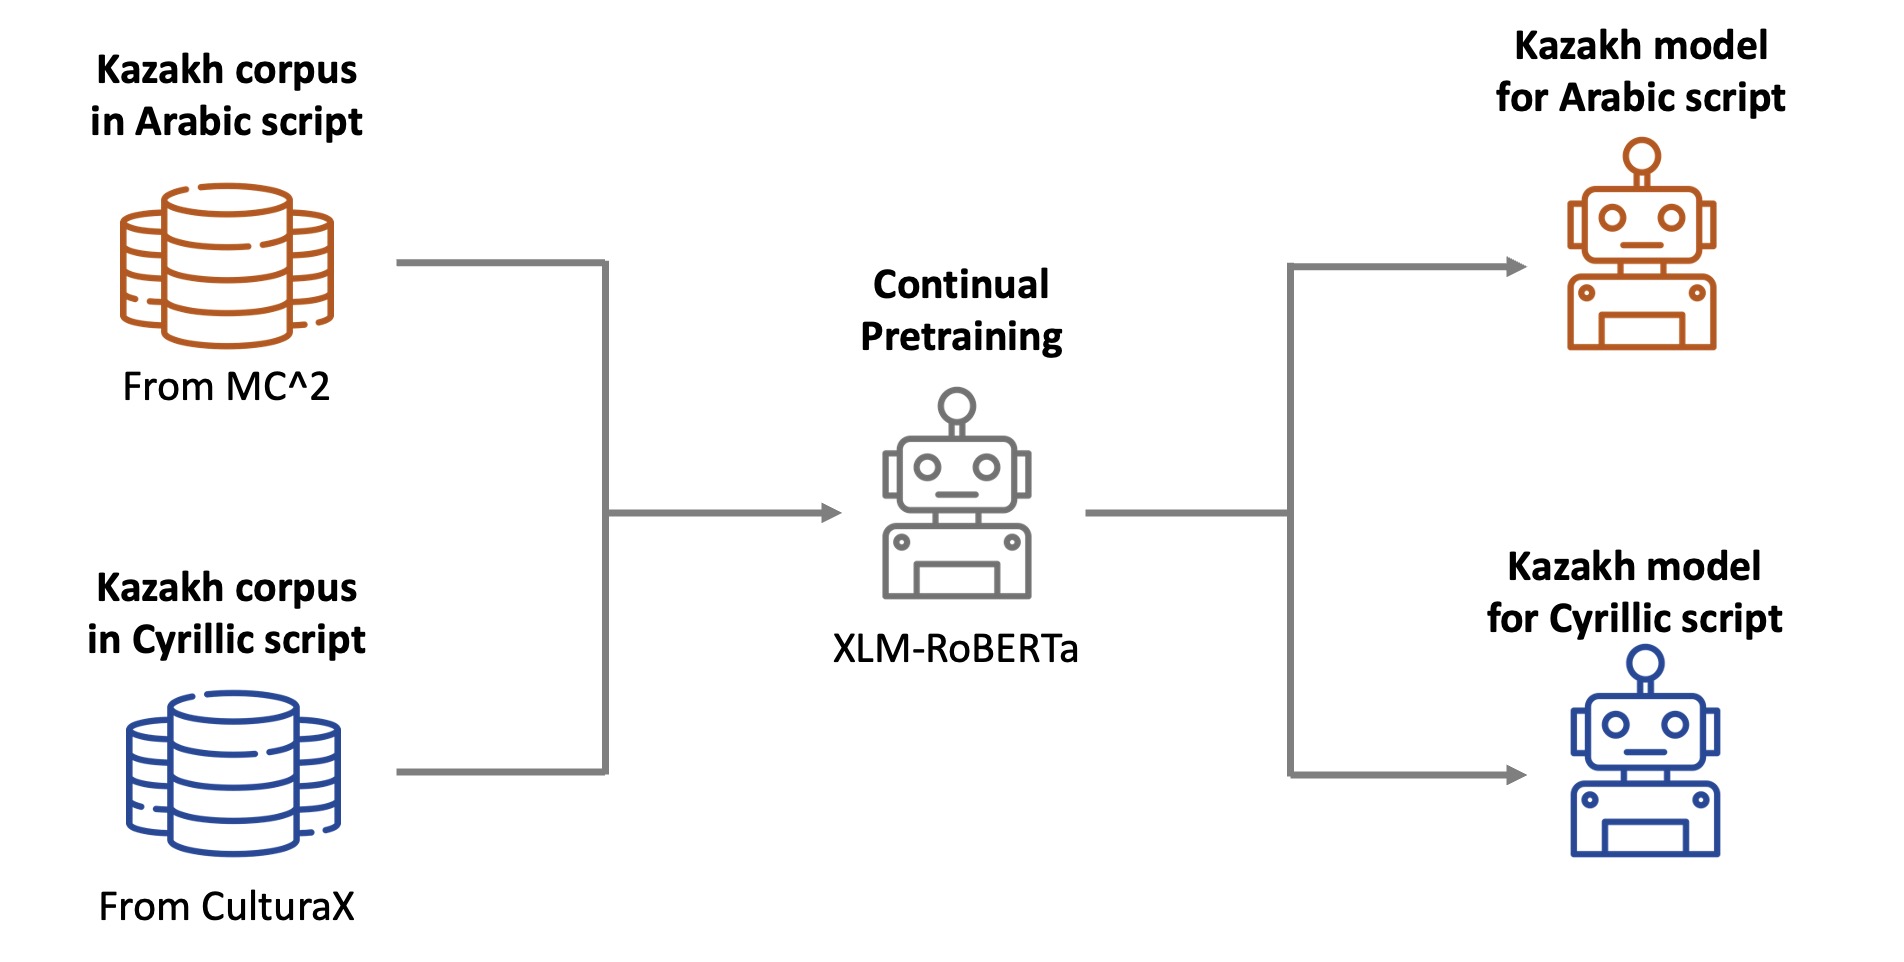 Kazakh corpus
in Arabic script
From MC^2
Kazakh corpus
in Cyrillic script
From CulturaX
Continual
Pretraining
XLM-RoBERTa
Kazakh model
for Arabic script
Kazakh model
for Cyrillic script